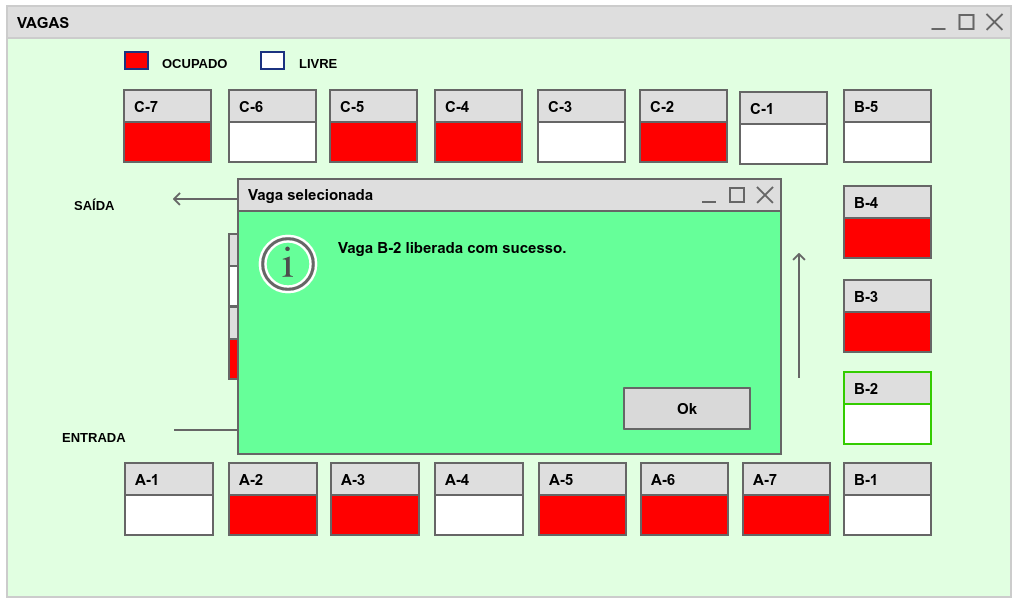 VAGAS
OCUPADO LIVRE
C-7 C-6 C-5 C-4 C-3 C-2 C-1 B-5
SAÍDA
Vaga selecionada
B-4
Vaga B-2 liberada com sucesso.
B-3
B-2
Ok
ENTRADA
A-1 A-2 A-3 A-4 A-5 A-6 A-7 B-1